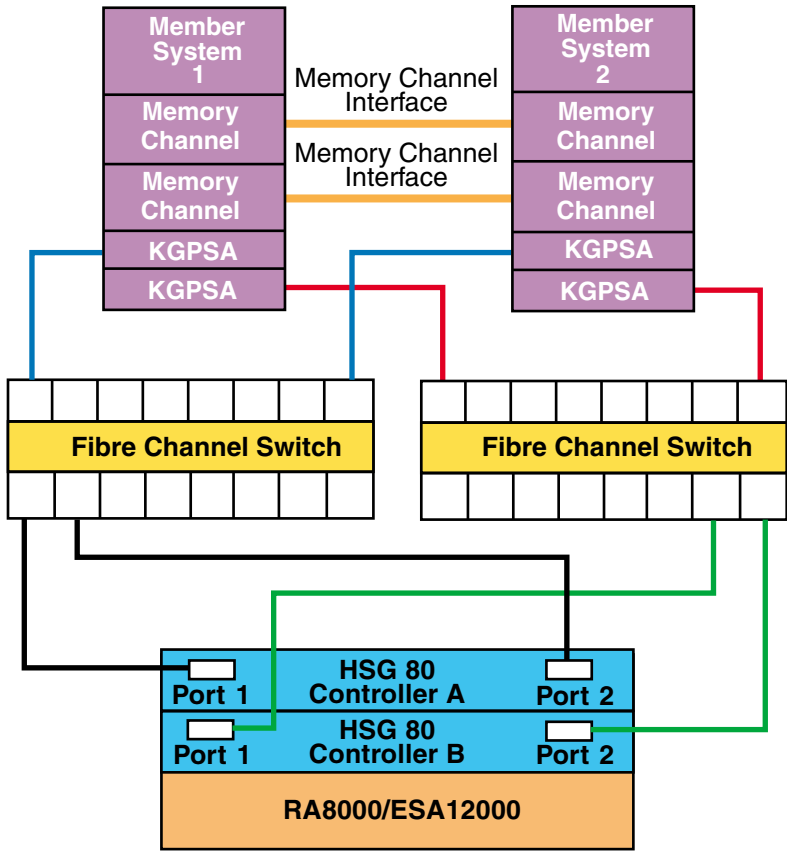 Member
System
1
Memory Channel
Interface
Member
System
2
Memory
Channel
Memory
Channel
Memory Channel
Interface
Memory
Channel
Memory
Channel
KGPSA
KGPSA
KGPSA
KGPSA
Fibre Channel Switch
Fibre Channel Switch
Port 1
HSG 80
Controller A
Port 2
Port 1
HSG 80
Controller B
Port 2
RA8000/ESA12000